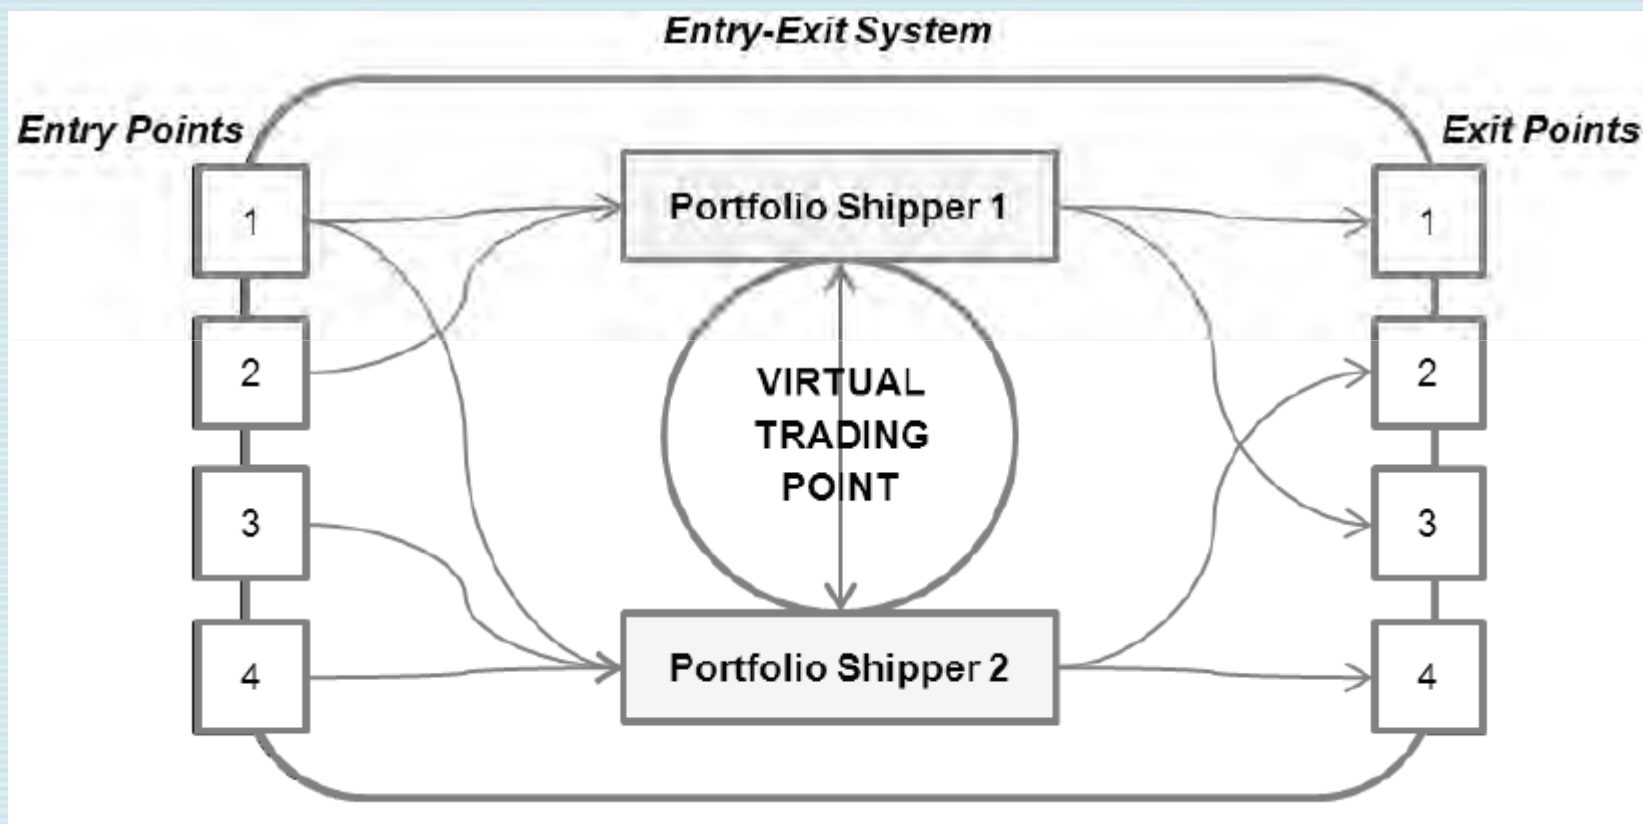 Entry-Exit System
Entry Points
Exit Points
1
Portfolio Shipper 1
1
2
2
VIRTUAL
TRADING
POINT
3
3
4
Portfolio Shipper 2
4